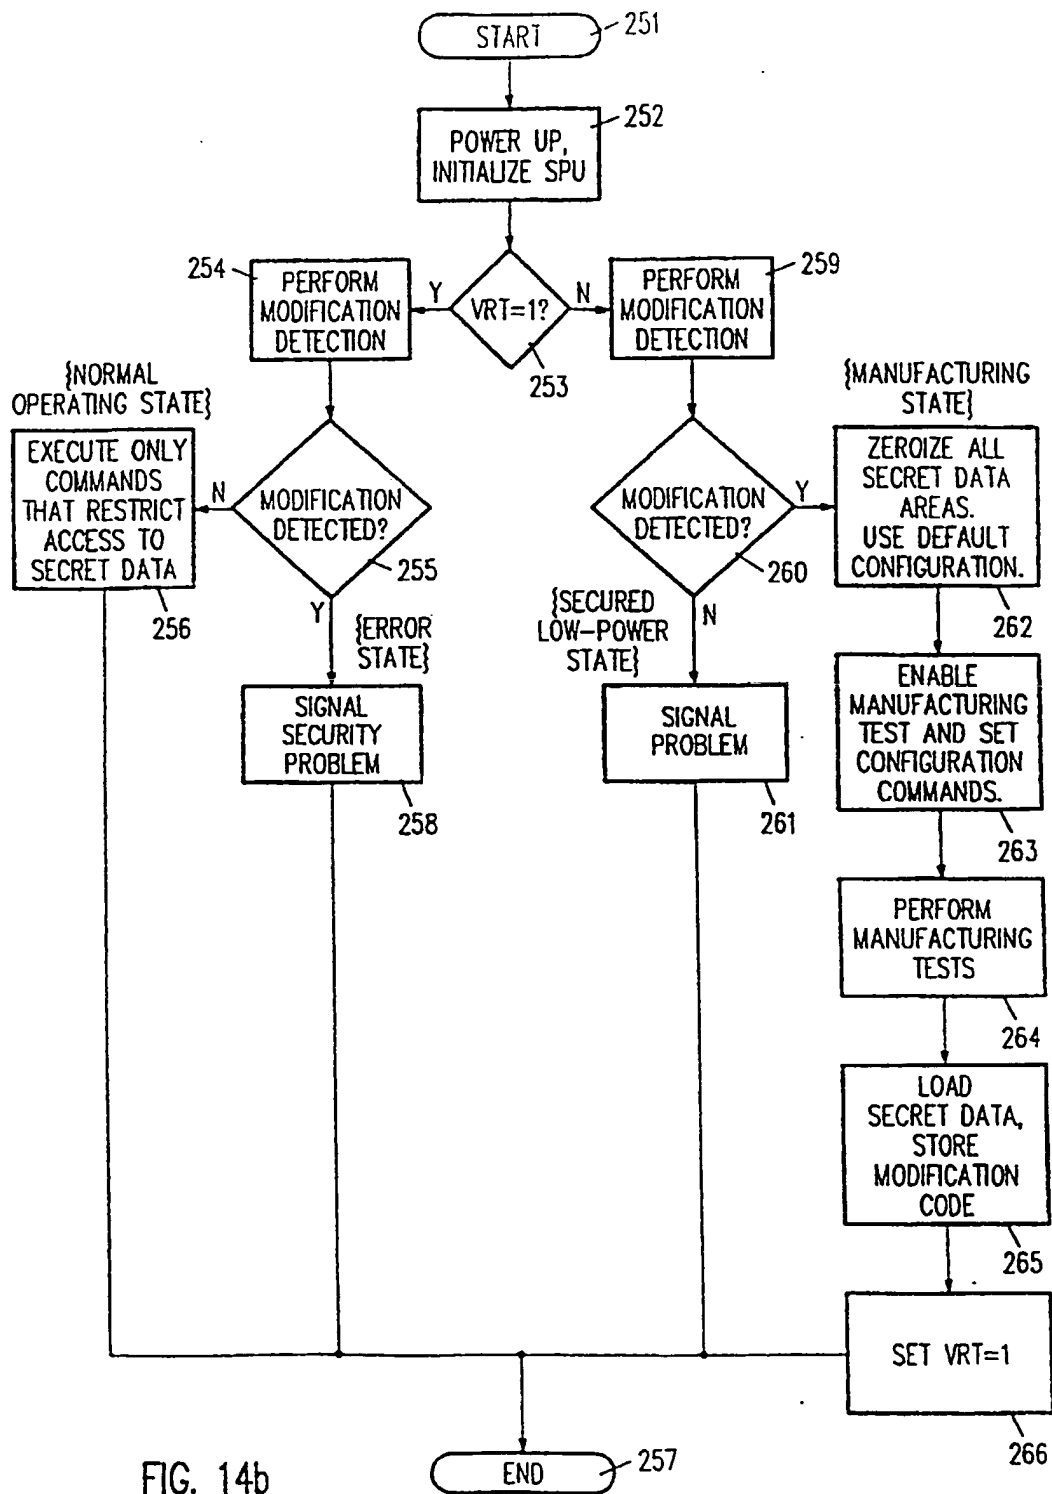 START
251
252
POWER UP,
INITIALIZE SPU
254
PERFORM
MODIFICATION
DETECTION
Y
VRT=1?
N
253
259
PERFORM
MODIFICATION
DETECTION
{NORMAL
OPERATING STATE}
EXECUTE ONLY
COMMANDS
THAT RESTRICT
ACCESS TO
SECRET DATA
256
N
MODIFICATION
DETECTED?
255
Y
{ERROR
STATE}
SIGNAL
SECURITY
PROBLEM
258
MODIFICATION
DETECTED?
260
Y
N
{SECURED
LOW-POWER
STATE}
SIGNAL
PROBLEM
261
{MANUFACTURING
STATE}
ZEROIZE ALL
SECRET DATA
AREAS.
USE DEFAULT
CONFIGURATION.
262
ENABLE
MANUFACTURING
TEST AND SET
CONFIGURATION
COMMANDS.
263
PERFORM
MANUFACTURING
TESTS
264
LOAD
SECRET DATA,
STORE
MODIFICATION
CODE
265
SET VRT=1
266
END
257
FIG. 14b